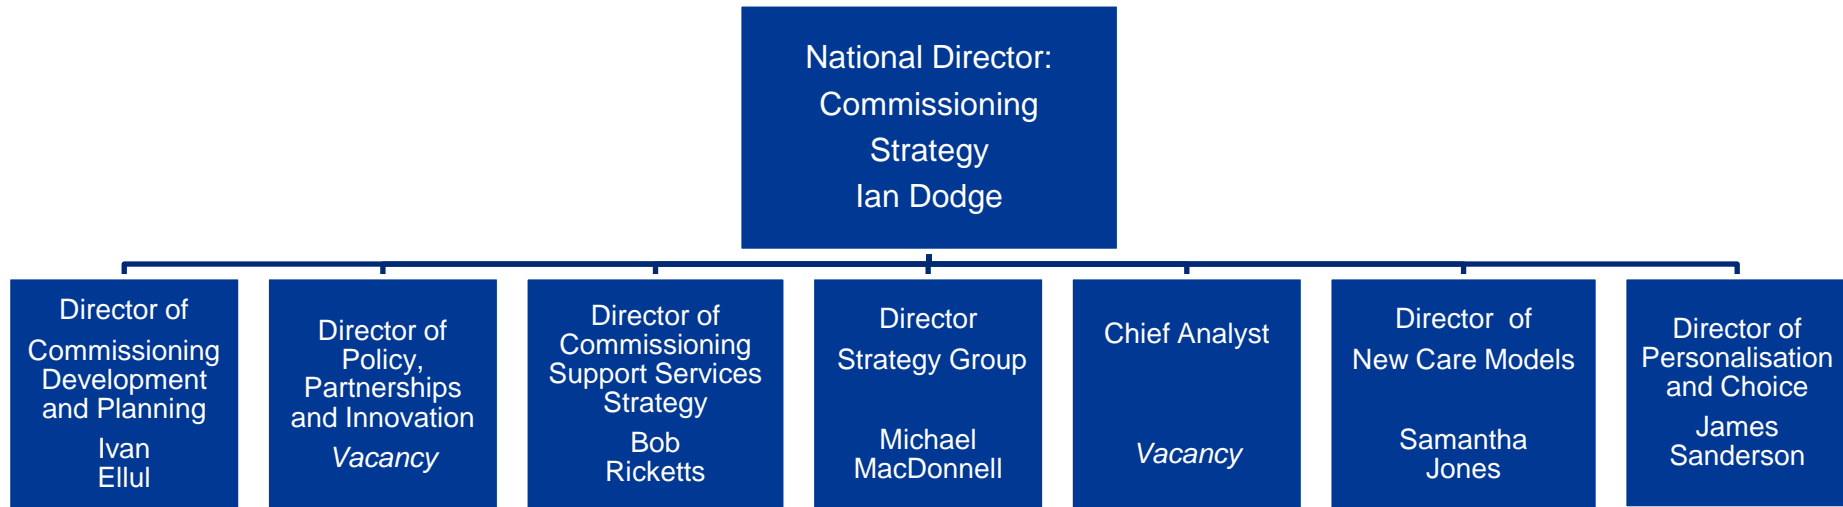 National Director:
Commissioning
Strategy
Ian Dodge
Director of
Commissioning
Development
and Planning
Ivan
Ellul
Director of
Policy,
Partnerships
and Innovation
Vacancy
Director of
Commissioning
Support Services
Strategy
Bob
Ricketts
Director
Strategy Group
Michael
MacDonnell
Chief Analyst
Vacancy
Director of
New Care Models
Samantha
Jones
Director of
Personalisation
and Choice
James
Sanderson